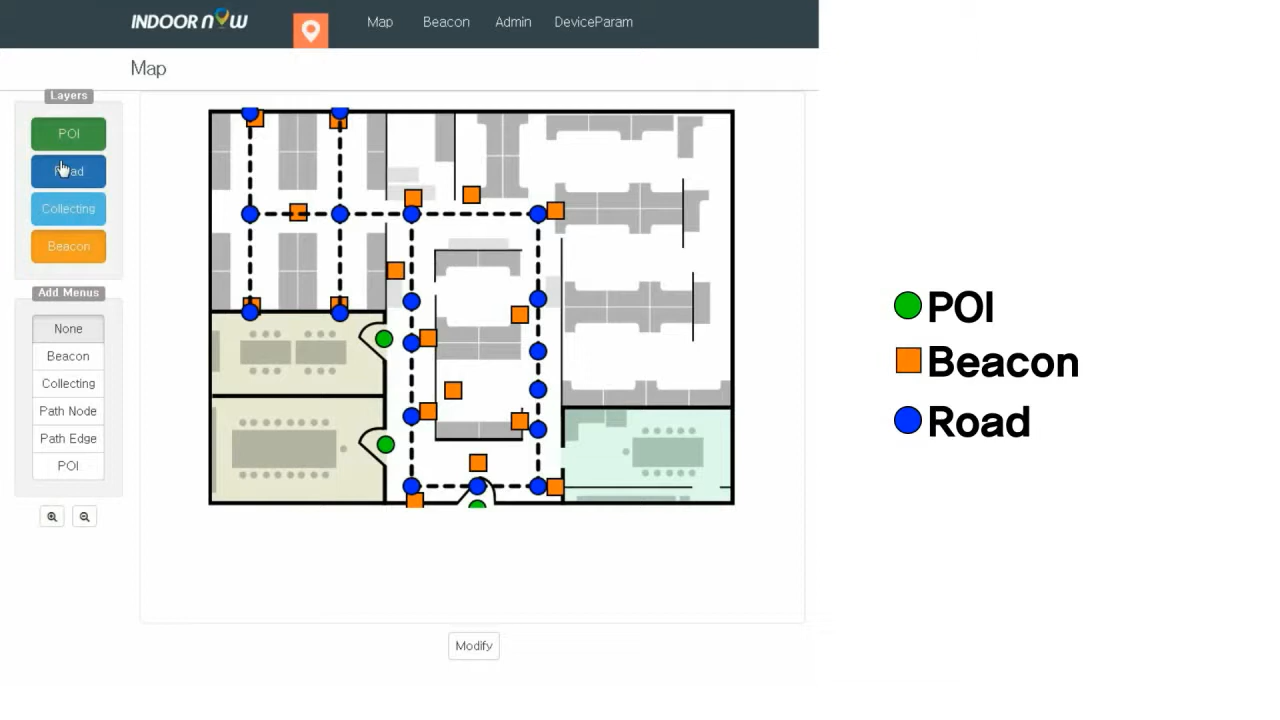 INDOOR NOW
Map
Beacon
Admin
DeviceParam
Map
Layers
POI
Road
Collecting
Beacon
Add Menus
None
Beacon
Collecting
Path Node
Path Edge
POI
Modify
POI
Beacon
Road